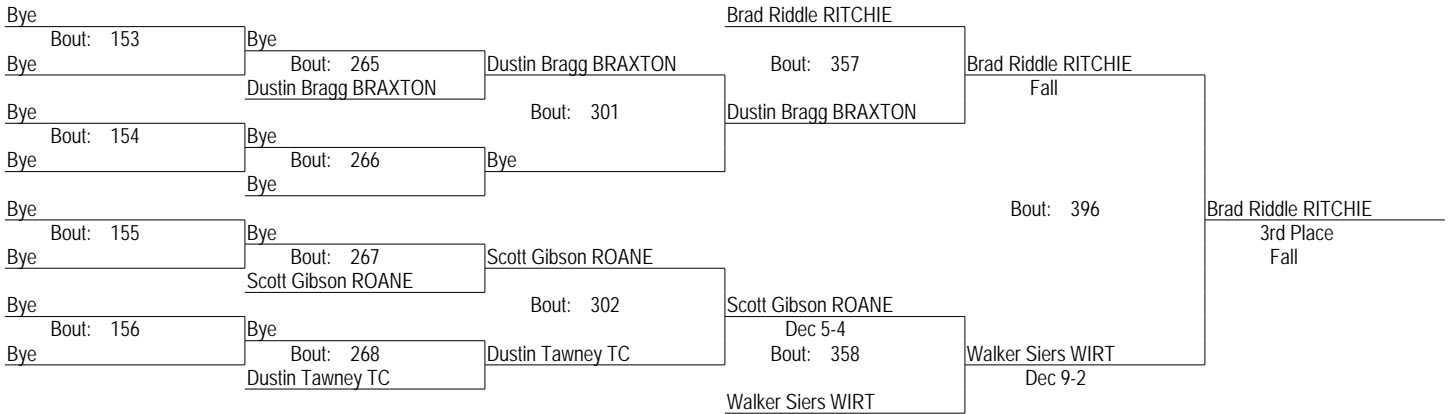 Bye
Brad Riddle RITCHIE
Bout: 153
Bye
Bye
Bout: 265
Dustin Bragg BRAXTON
Bout: 357
Brad Riddle RITCHIE
Dustin Bragg BRAXTON
Fall
Bye
Bout: 301
Dustin Bragg BRAXTON
Bout: 154
Bye
Bye
Bout: 266
Bye
Bye
Bye
Bout: 396
Brad Riddle RITCHIE
Bout: 155
Bye
3rd Place
Bye
Bout: 267
Scott Gibson ROANE
Fall
Scott Gibson ROANE
Bye
Bout: 302
Scott Gibson ROANE
Bout: 156
Bye
Dec 5-4
Bye
Bout: 268
Dustin Tawney TC
Bout: 358
Walker Siers WIRT
Dustin Tawney TC
Dec 9-2
Walker Siers WIRT